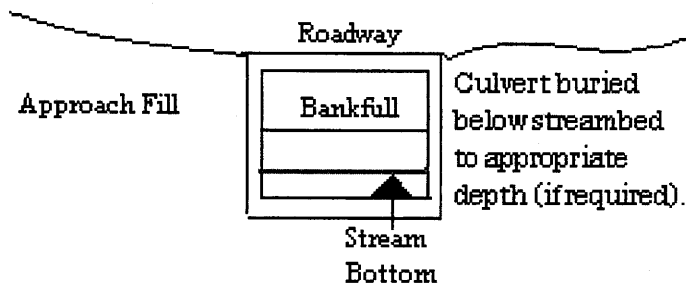 Roadway
Approach Fill
Bankfull
Culvert buried
below streambed
to appropriate
depth (if required).
Stream
Bottom